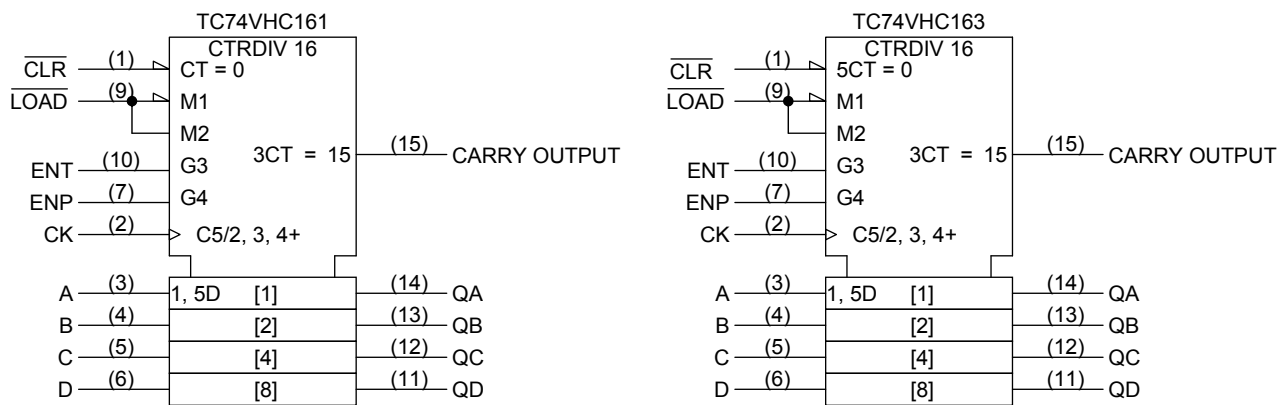 TC74VHC161
CTRDIV 16
CLR (1) CT = 0
LOAD (9) M1
M2
3CT = 15 (15) CARRY OUTPUT
ENT (10) G3
ENP (7) G4
CK (2) C5/2, 3, 4+
A (3) 1, 5D [1] (14) QA
B (4) [2] (13) QB
C (5) [4] (12) QC
D (6) [8] (11) QD
TC74VHC163
CTRDIV 16
CLR (1) 5CT = 0
LOAD (9) M1
M2
3CT = 15 (15) CARRY OUTPUT
ENT (10) G3
ENP (7) G4
CK (2) C5/2, 3, 4+
A (3) 1, 5D [1] (14) QA
B (4) [2] (13) QB
C (5) [4] (12) QC
D (6) [8] (11) QD